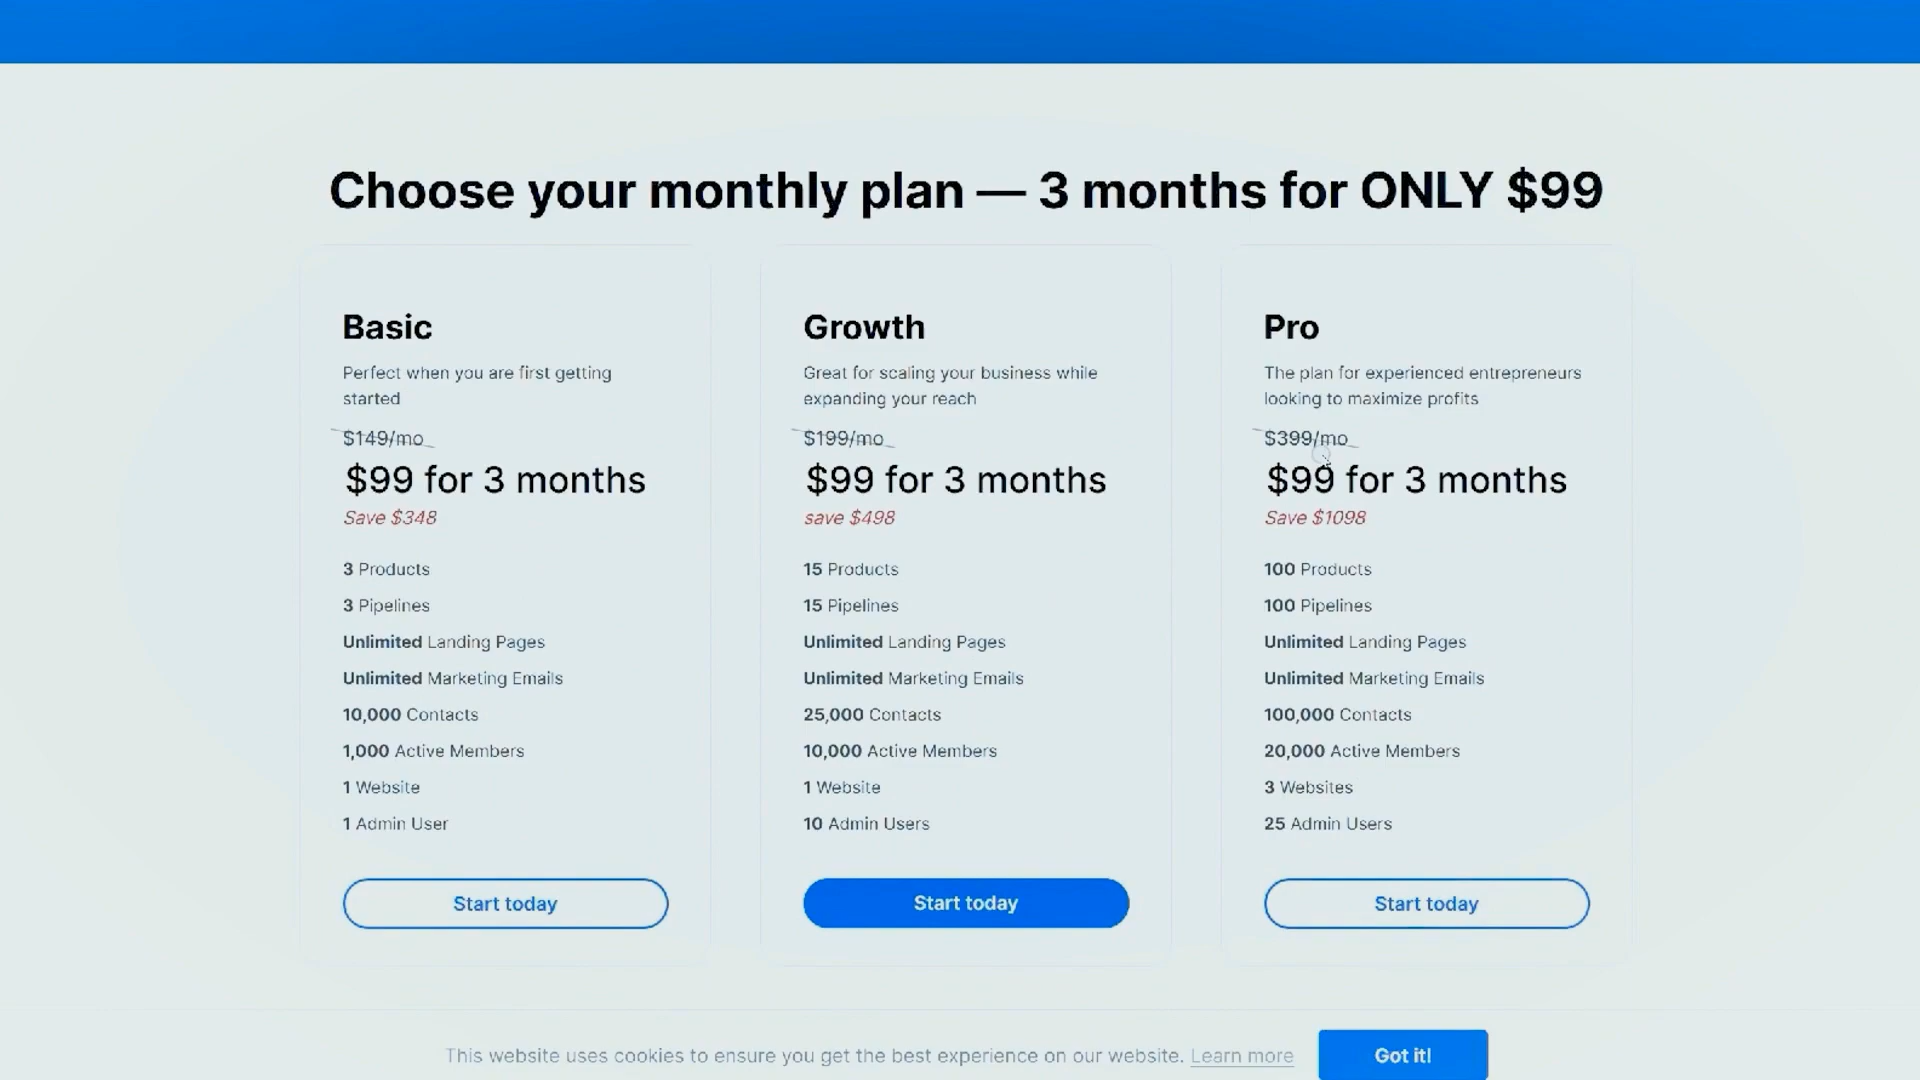 Choose your monthly plan — 3 months for ONLY $99
Basic
Perfect when you are first getting
started
$149/mo
$99 for 3 months
Save $348
3 Products
3 Pipelines
Unlimited Landing Pages
Unlimited Marketing Emails
10,000 Contacts
1,000 Active Members
1 Website
1 Admin User
Start today
Growth
Great for scaling your business while
expanding your reach
$199/mo
$99 for 3 months
save $498
15 Products
15 Pipelines
Unlimited Landing Pages
Unlimited Marketing Emails
25,000 Contacts
10,000 Active Members
1 Website
10 Admin Users
Start today
Pro
The plan for experienced entrepreneurs
looking to maximize profits
$399/mo
$99 for 3 months
Save $1098
100 Products
100 Pipelines
Unlimited Landing Pages
Unlimited Marketing Emails
100,000 Contacts
20,000 Active Members
3 Websites
25 Admin Users
Start today
This website uses cookies to ensure you get the best experience on our website. Learn more
Got it!